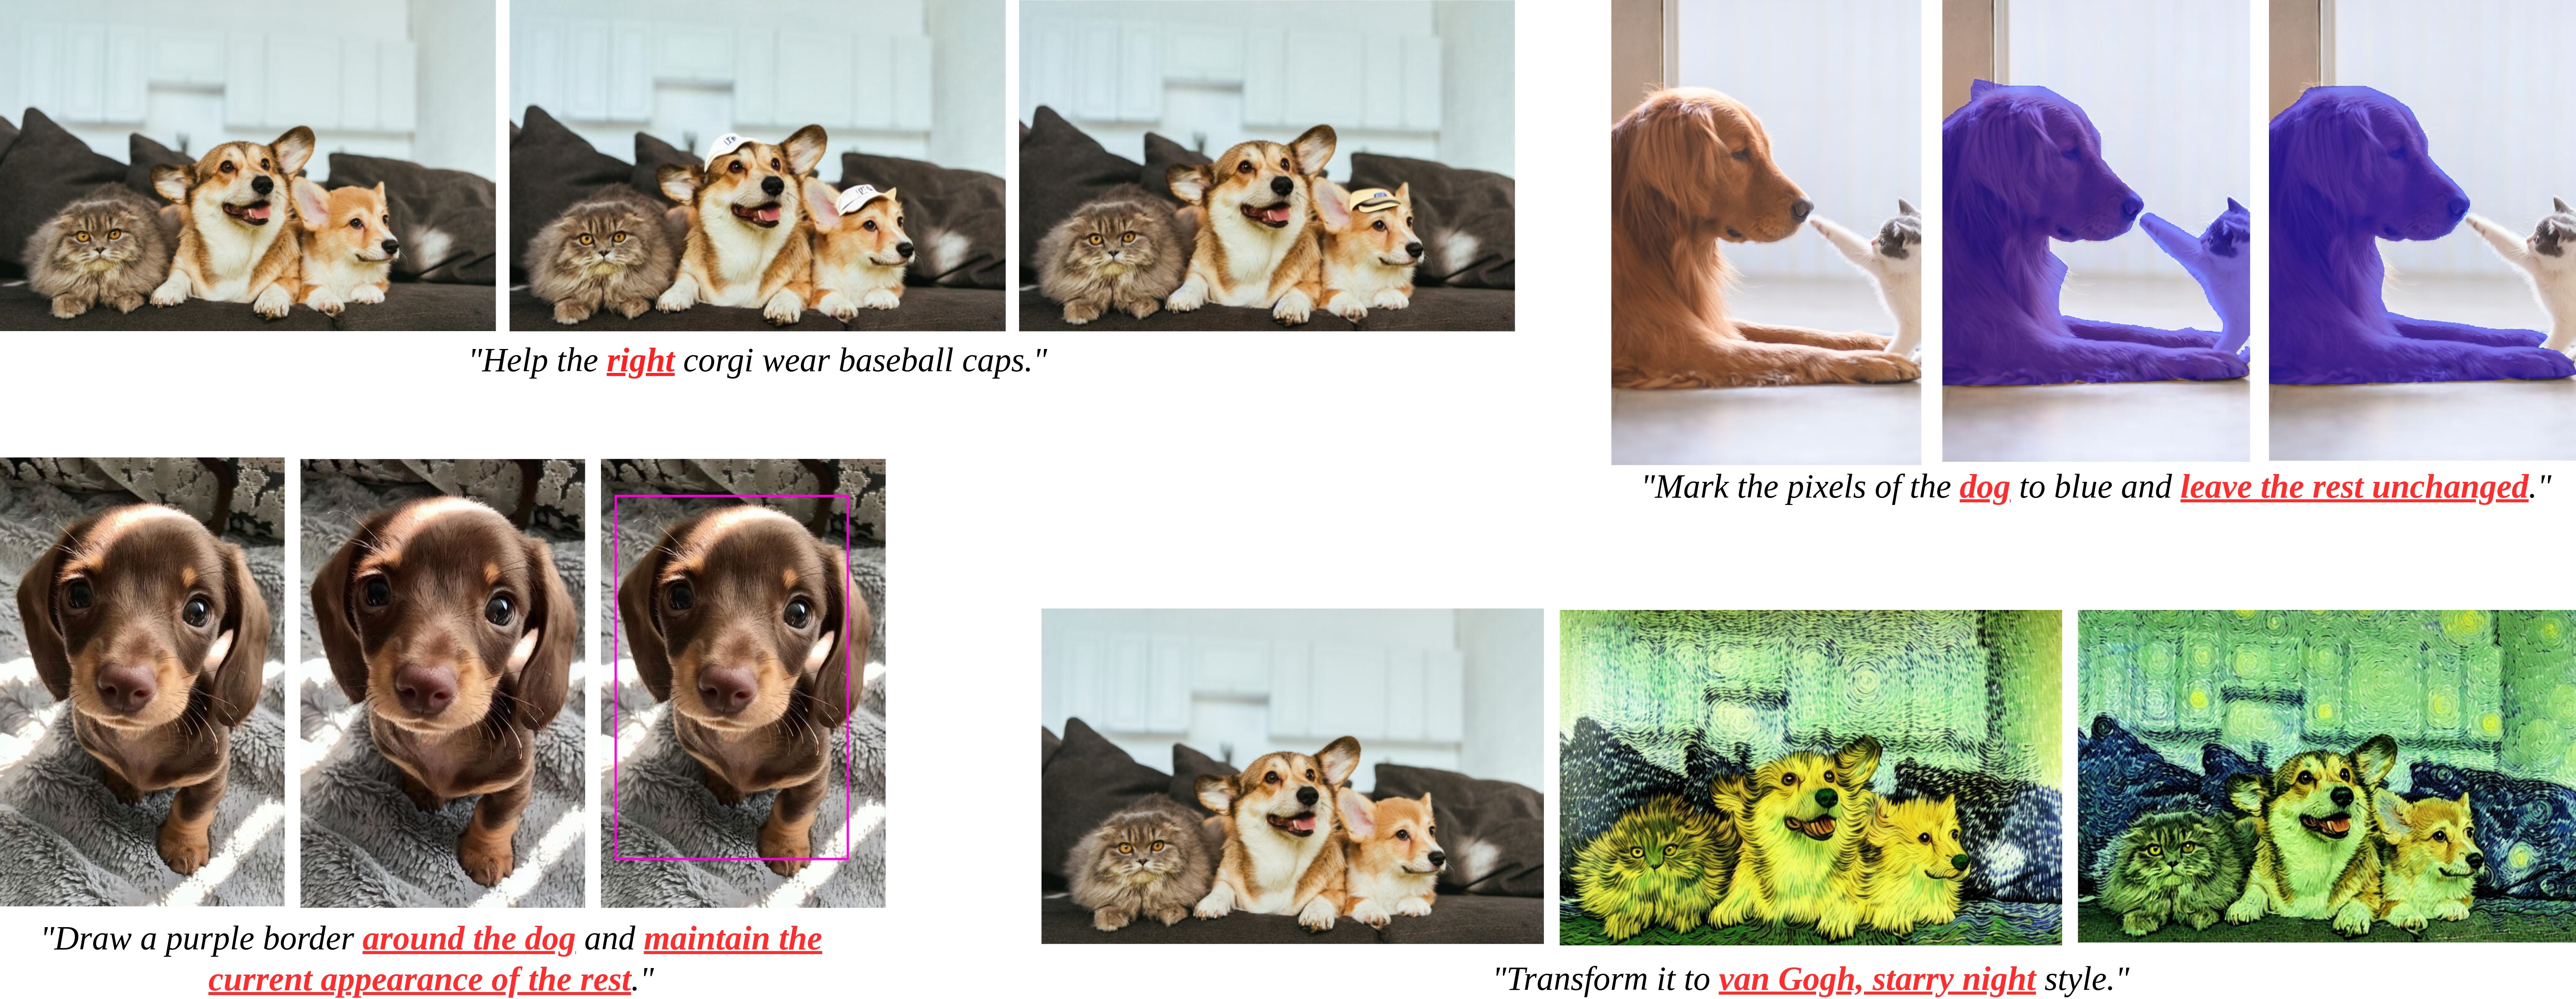 "Help the right corgi wear baseball caps."
"Mark the pixels of the dog to blue and leave the rest unchanged."
"Draw a purple border around the dog and maintain the
current appearance of the rest."
"Transform it to van Gogh, starry night style."